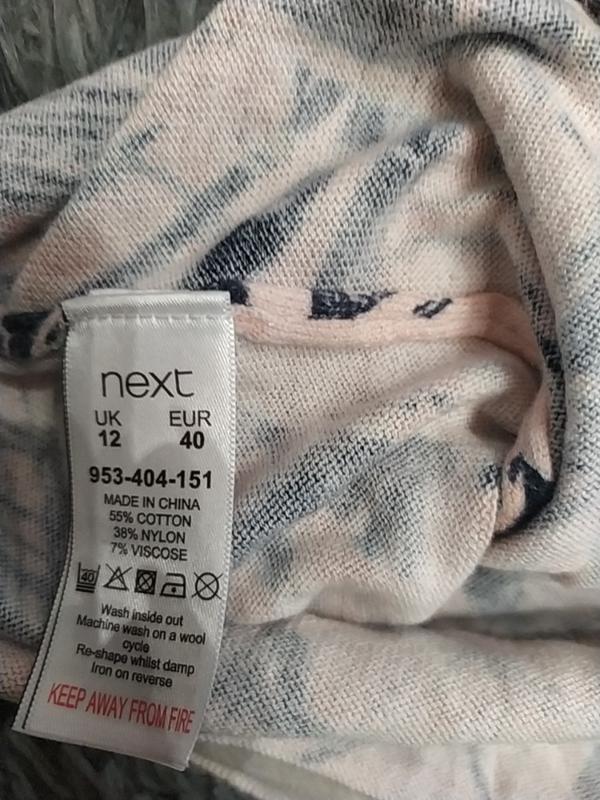 next
UK EUR
12 40
953-404-151
MADE IN CHINA
55% COTTON
38% NYLON
7% VISCOSE
40
Wash inside out
Machine wash on a wool
cycle
Re-shape whilst damp
Iron on reverse
KEEP AWAY FROM FIRE